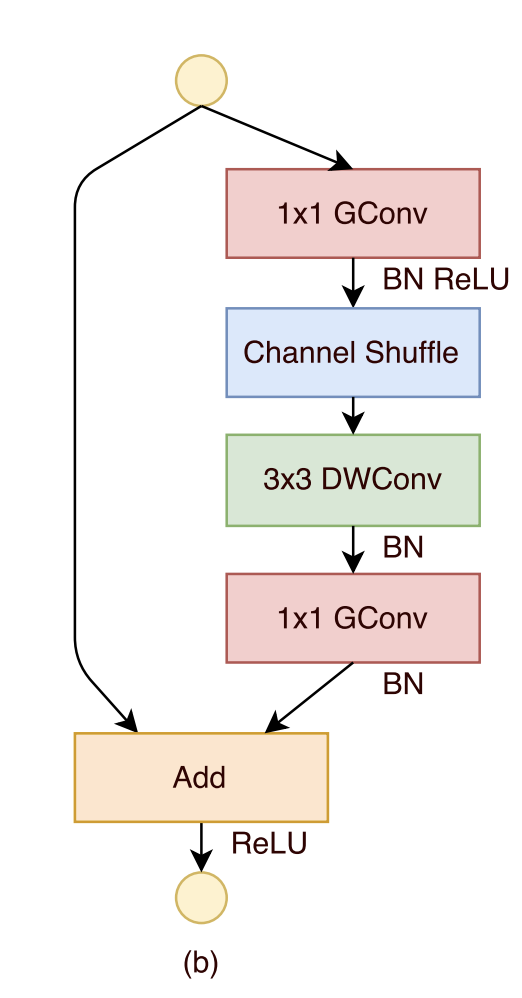 1x1 GConv
BN ReLU
Channel Shuffle
3x3 DWConv
BN
1x1 GConv
BN
Add
ReLU
(b)